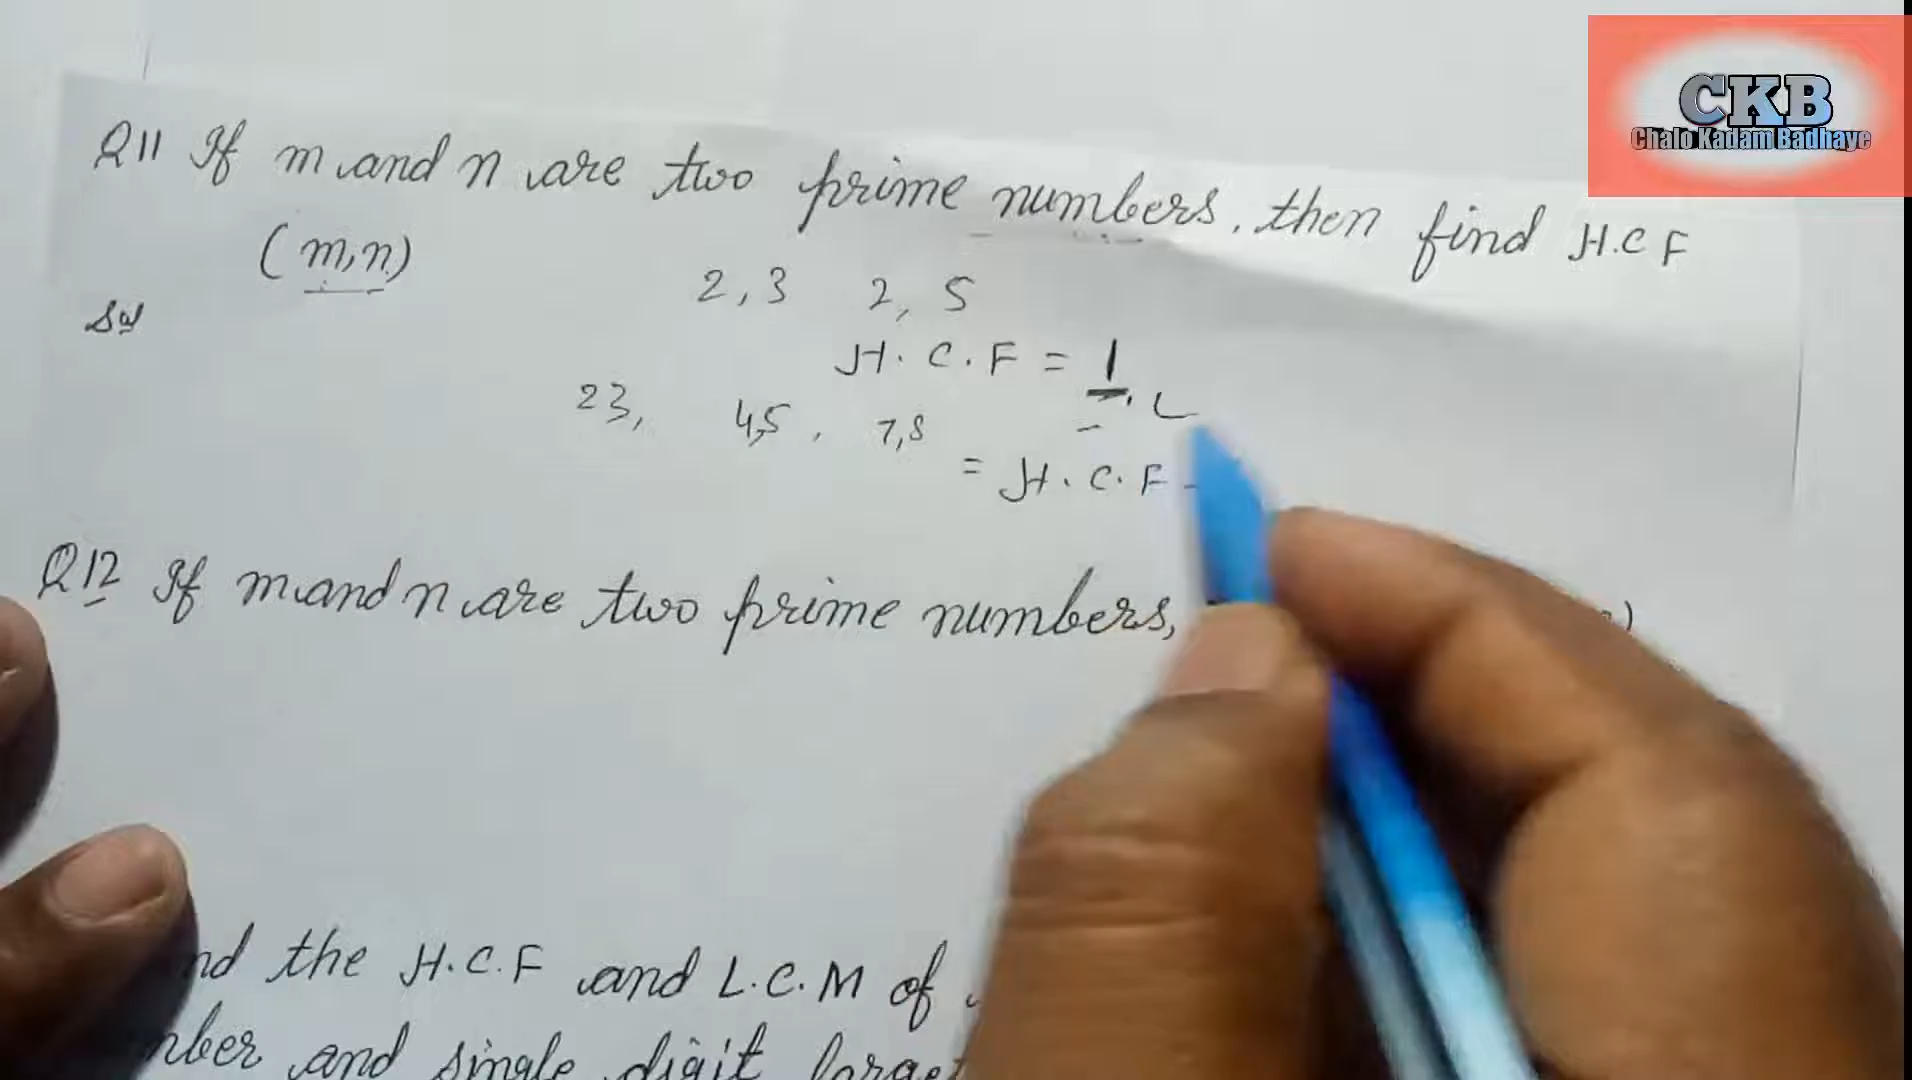 CKB
Chalo Kadam Badhaye
Q11 If m and n are two prime numbers, then find H.C.F
(m,n)
2,3 2, 5
Sol
H.C.F = 1.
23, 4,5, 7,8
= H.C.F -
Q12 If m and n are two prime numbers,
the H.C.F and L.C.M of
and single digit